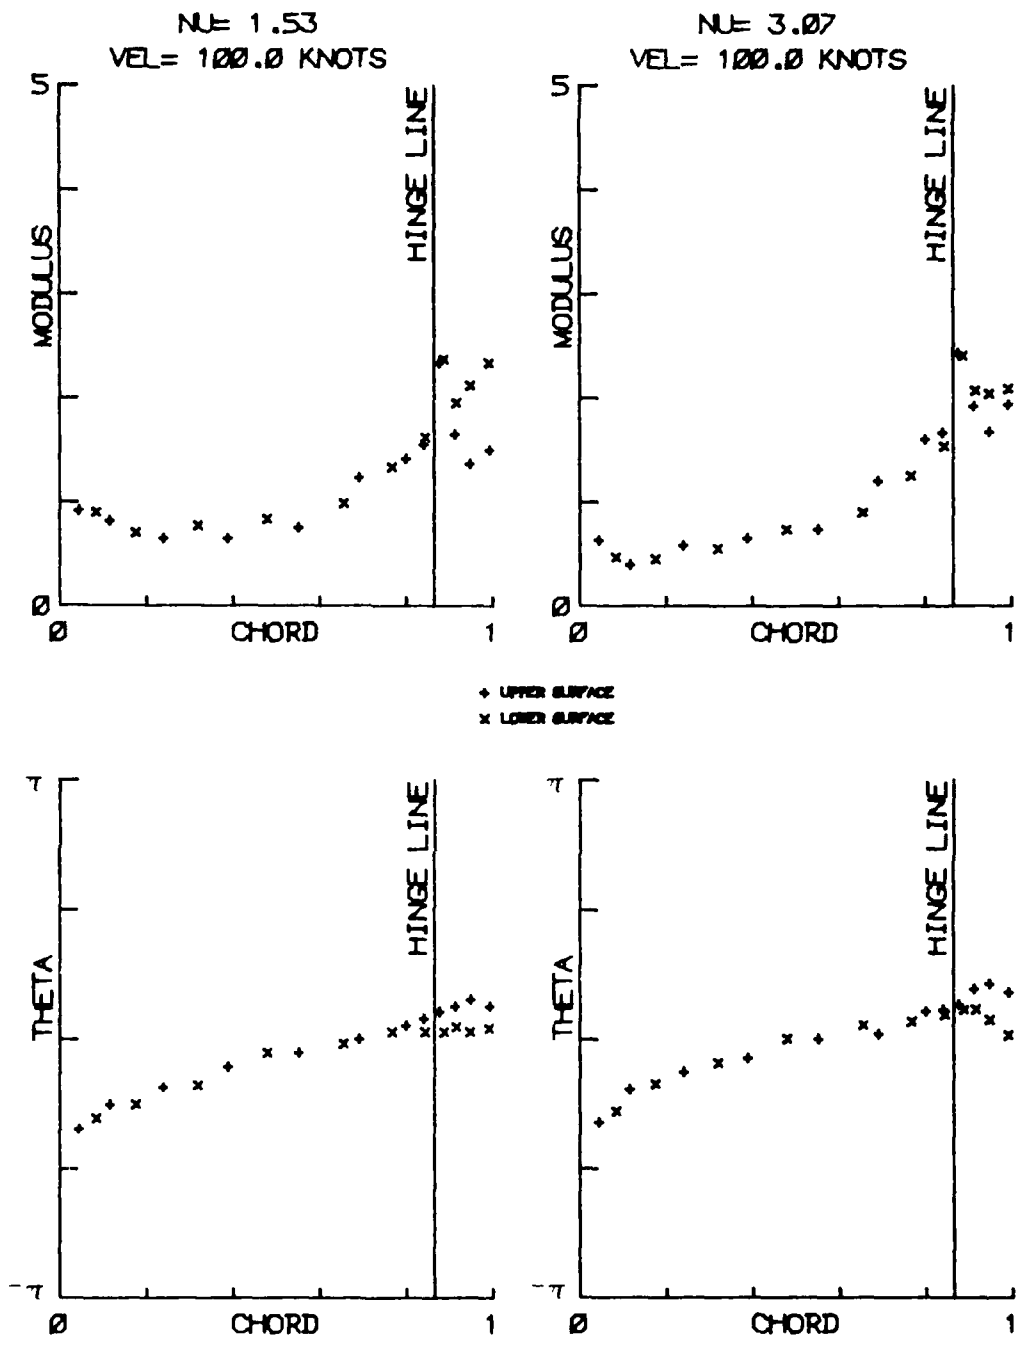 NU= 1.53
VEL= 100.0 KNOTS
5
HINGE LINE
MODULUS
0
0
CHORD
1
NU= 3.07
VEL= 100.0 KNOTS
5
HINGE LINE
MODULUS
0
0
CHORD
1
+ UPPER SURFACE
× LOWER SURFACE
π
HINGE LINE
THETA
-π
0
CHORD
1
π
HINGE LINE
THETA
-π
0
CHORD
1